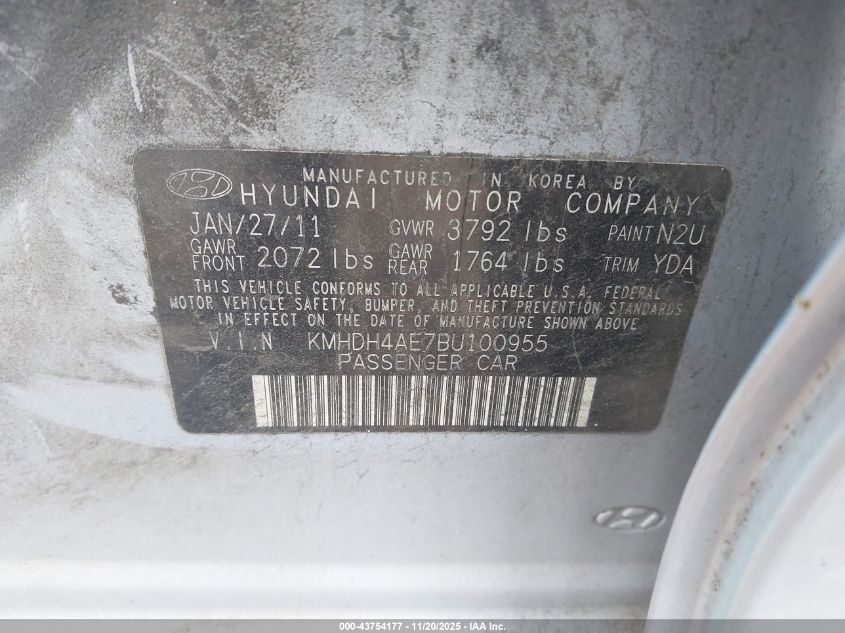 MANUFACTURED IN KOREA BY
HYUNDAI MOTOR COMPANY
JAN/27/11 GVWR 3792 lbs PAINT N2U
GAWR FRONT 2072 lbs GAWR REAR 1764 lbs TRIM YDA
THIS VEHICLE CONFORMS TO ALL APPLICABLE U.S.A. FEDERAL
MOTOR VEHICLE SAFETY, BUMPER, AND THEFT PREVENTION STANDARDS
IN EFFECT ON THE DATE OF MANUFACTURE SHOWN ABOVE
V.I.N KMHDH4AE7BU100955
PASSENGER CAR
000-43754177 - 11/20/2025 - IAA Inc.